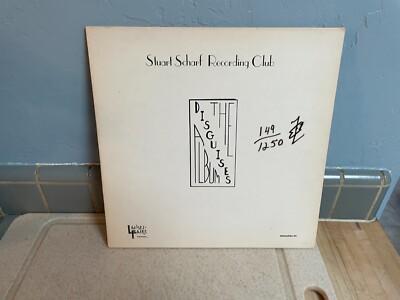 Stuart Scharf Recording Club
THE
DISGUISES
ALBUM
149
1250